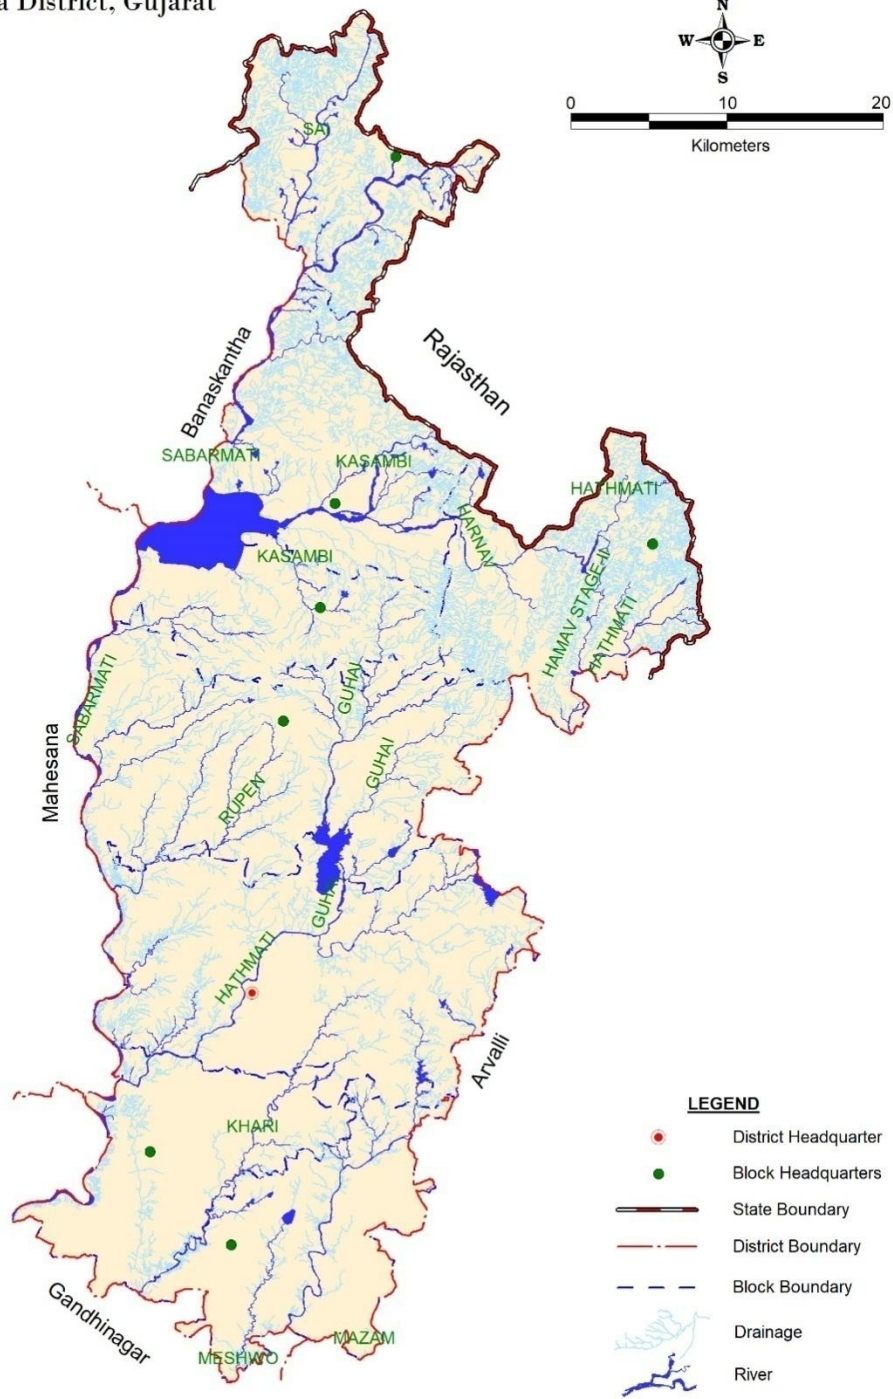 a District, Gujarat
N
W E
S
0 10 20
Kilometers
SAI
Rajasthan
Banaskantha
SABARMATI
KASAMBI
HATHMATI
HARNAV
KASAMBI
HAMAV STAGE-II
HATHMATI
SABARMATI
GUHAI
Mahesana
GUHAI
RUPEN
GUHAI
HATHMATI
Arvalli
KHARI
Gandhinagar
MAZAM
MESHWO
LEGEND
District Headquarter
Block Headquarters
State Boundary
District Boundary
Block Boundary
Drainage
River